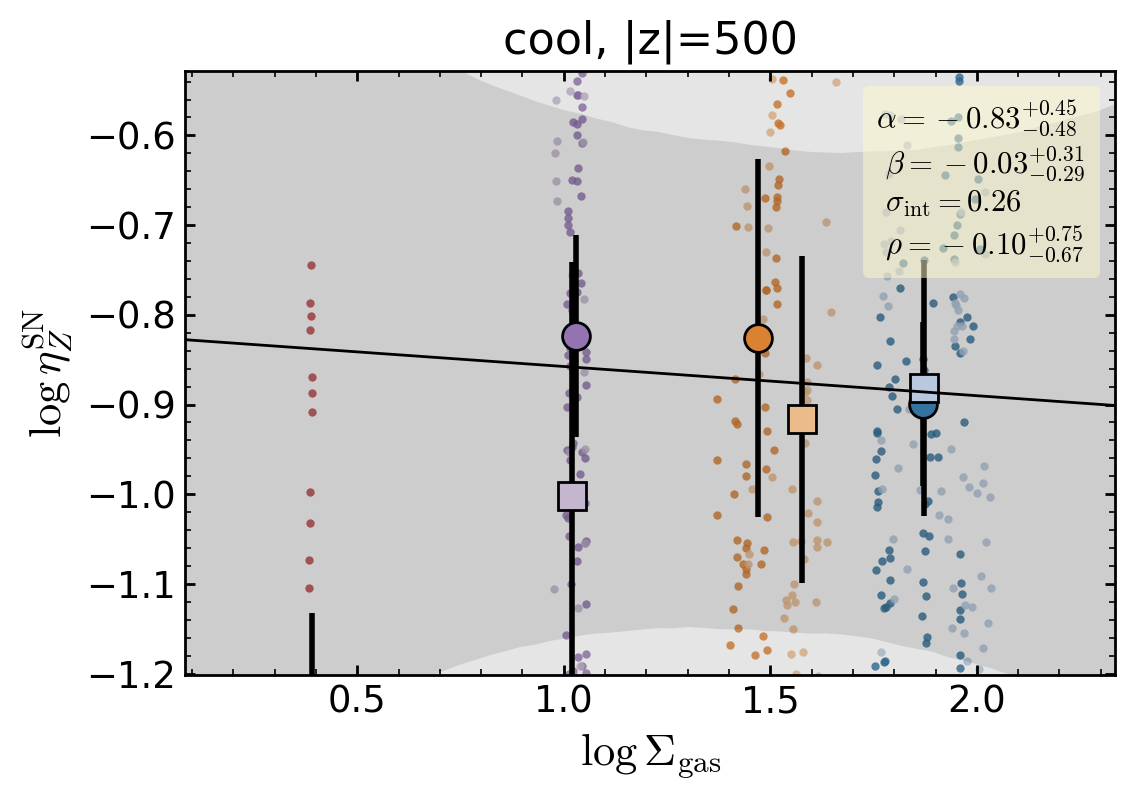 cool, |z|=500
α = − 0.83 +0.45 −0.48
β = − 0.03 +0.31 −0.29
σ_int = 0.26
ρ = − 0.10 +0.75 −0.67
−0.6
−0.7
−0.8
−0.9
−1.0
−1.1
−1.2
log η_Z^SN
0.5 1.0 1.5 2.0
log Σ_gas